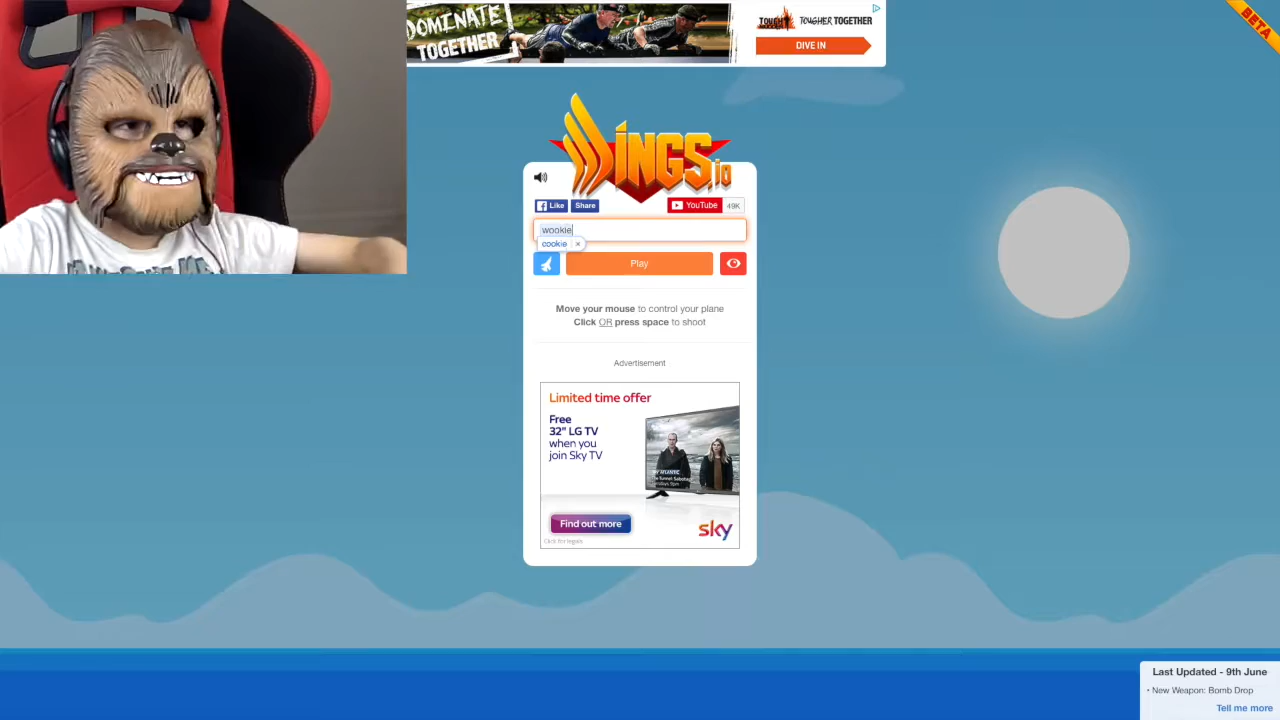 DOMINATE
TOGETHER
TOUGH
TOUGHER TOGETHER
DIVE IN
BETA
WINGS.io
Like
Share
YouTube
49K
wookie
cookie ×
Play
Move your mouse to control your plane
Click OR press space to shoot
Advertisement
Limited time offer
Free
32" LG TV
when you
join Sky TV
Find out more
sky
Click for legals
Last Updated - 9th June
• New Weapon: Bomb Drop
Tell me more